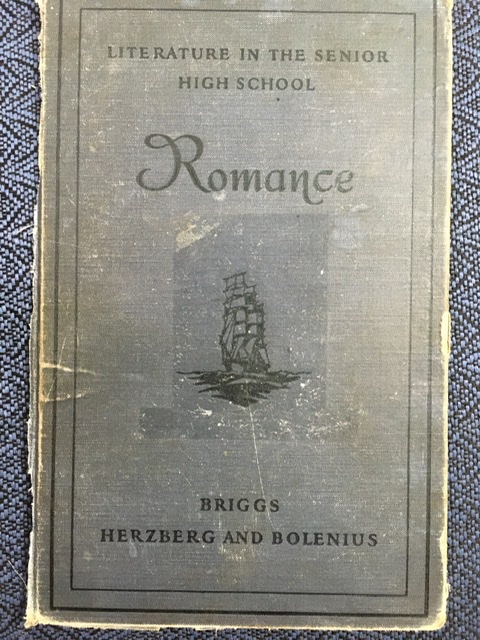 LITERATURE IN THE SENIOR
HIGH SCHOOL
Romance
BRIGGS
HERZBERG AND BOLENIUS